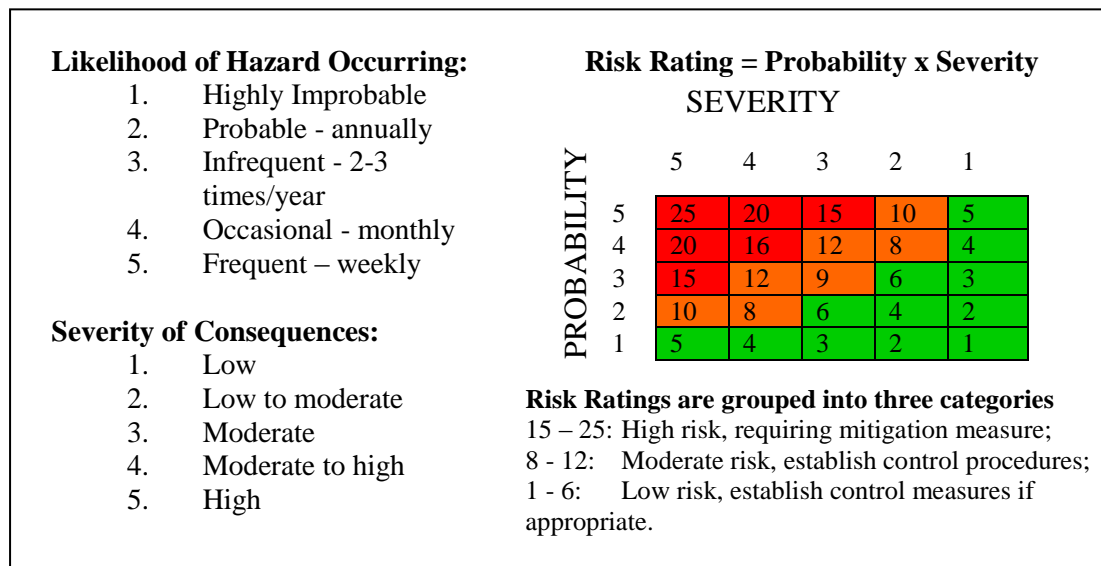 Likelihood of Hazard Occurring:
1. Highly Improbable
2. Probable - annually
3. Infrequent - 2-3
times/year
4. Occasional - monthly
5. Frequent – weekly
Severity of Consequences:
1. Low
2. Low to moderate
3. Moderate
4. Moderate to high
5. High
Risk Rating = Probability x Severity
SEVERITY
PROBABILITY
5 4 3 2 1
5 25 20 15 10 5
4 20 16 12 8 4
3 15 12 9 6 3
2 10 8 6 4 2
1 5 4 3 2 1
Risk Ratings are grouped into three categories
15 – 25: High risk, requiring mitigation measure;
8 - 12: Moderate risk, establish control procedures;
1 - 6: Low risk, establish control measures if
appropriate.